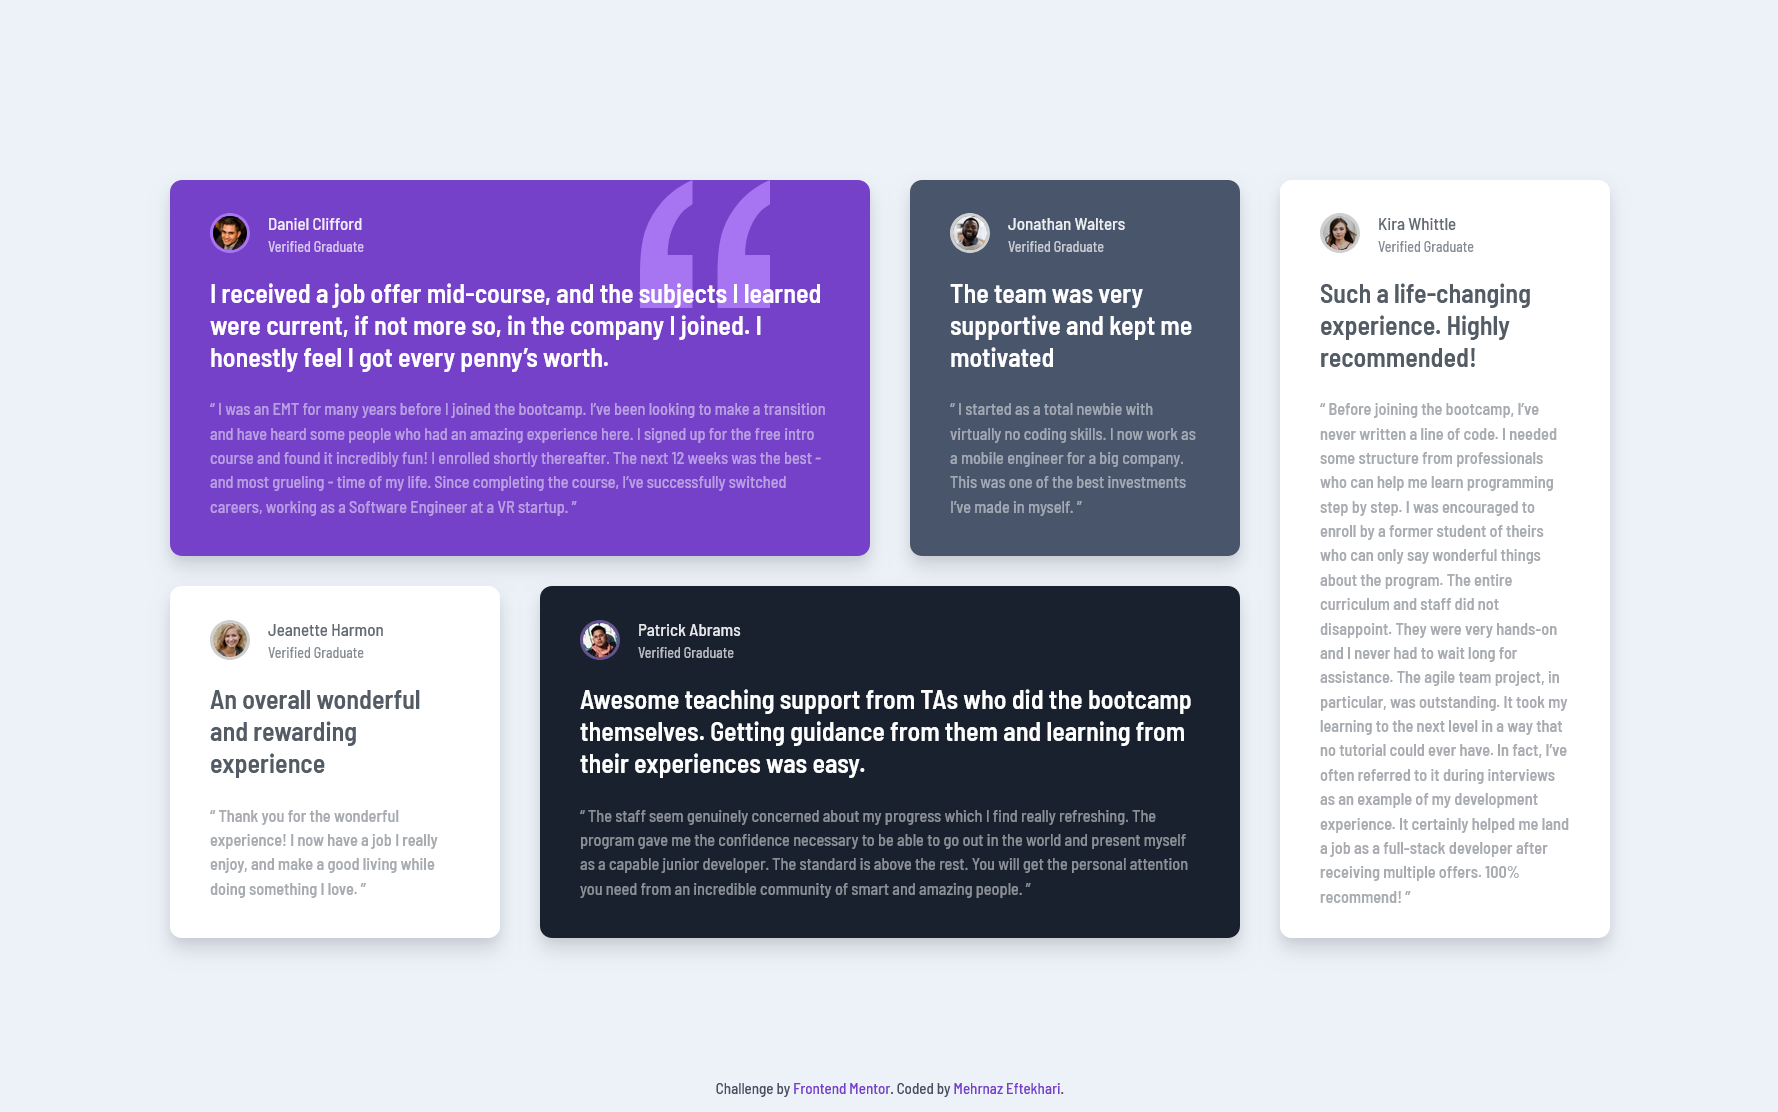 Daniel Clifford
Verified Graduate
I received a job offer mid-course, and the subjects I learned
were current, if not more so, in the company I joined. I
honestly feel I got every penny’s worth.
“ I was an EMT for many years before I joined the bootcamp. I’ve been looking to make a transition
and have heard some people who had an amazing experience here. I signed up for the free intro
course and found it incredibly fun! I enrolled shortly thereafter. The next 12 weeks was the best -
and most grueling - time of my life. Since completing the course, I’ve successfully switched
careers, working as a Software Engineer at a VR startup. ”
Jonathan Walters
Verified Graduate
The team was very
supportive and kept me
motivated
“ I started as a total newbie with
virtually no coding skills. I now work as
a mobile engineer for a big company.
This was one of the best investments
I’ve made in myself. ”
Kira Whittle
Verified Graduate
Such a life-changing
experience. Highly
recommended!
“ Before joining the bootcamp, I’ve
never written a line of code. I needed
some structure from professionals
who can help me learn programming
step by step. I was encouraged to
enroll by a former student of theirs
who can only say wonderful things
about the program. The entire
curriculum and staff did not
disappoint. They were very hands-on
and I never had to wait long for
assistance. The agile team project, in
particular, was outstanding. It took my
learning to the next level in a way that
no tutorial could ever have. In fact, I’ve
often referred to it during interviews
as an example of my development
experience. It certainly helped me land
a job as a full-stack developer after
receiving multiple offers. 100%
recommend! ”
Jeanette Harmon
Verified Graduate
An overall wonderful
and rewarding
experience
“ Thank you for the wonderful
experience! I now have a job I really
enjoy, and make a good living while
doing something I love. ”
Patrick Abrams
Verified Graduate
Awesome teaching support from TAs who did the bootcamp
themselves. Getting guidance from them and learning from
their experiences was easy.
“ The staff seem genuinely concerned about my progress which I find really refreshing. The
program gave me the confidence necessary to be able to go out in the world and present myself
as a capable junior developer. The standard is above the rest. You will get the personal attention
you need from an incredible community of smart and amazing people. ”
Challenge by Frontend Mentor. Coded by Mehrnaz Eftekhari.